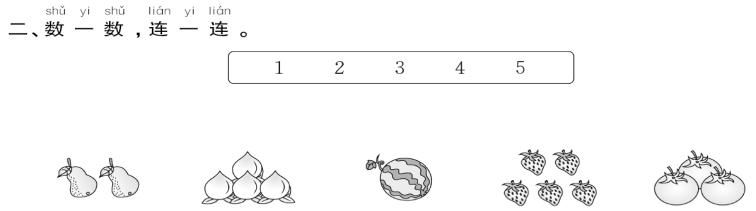 shǔ yi shǔ lián yi lián
二、数一数,连一连。
1 2 3 4 5